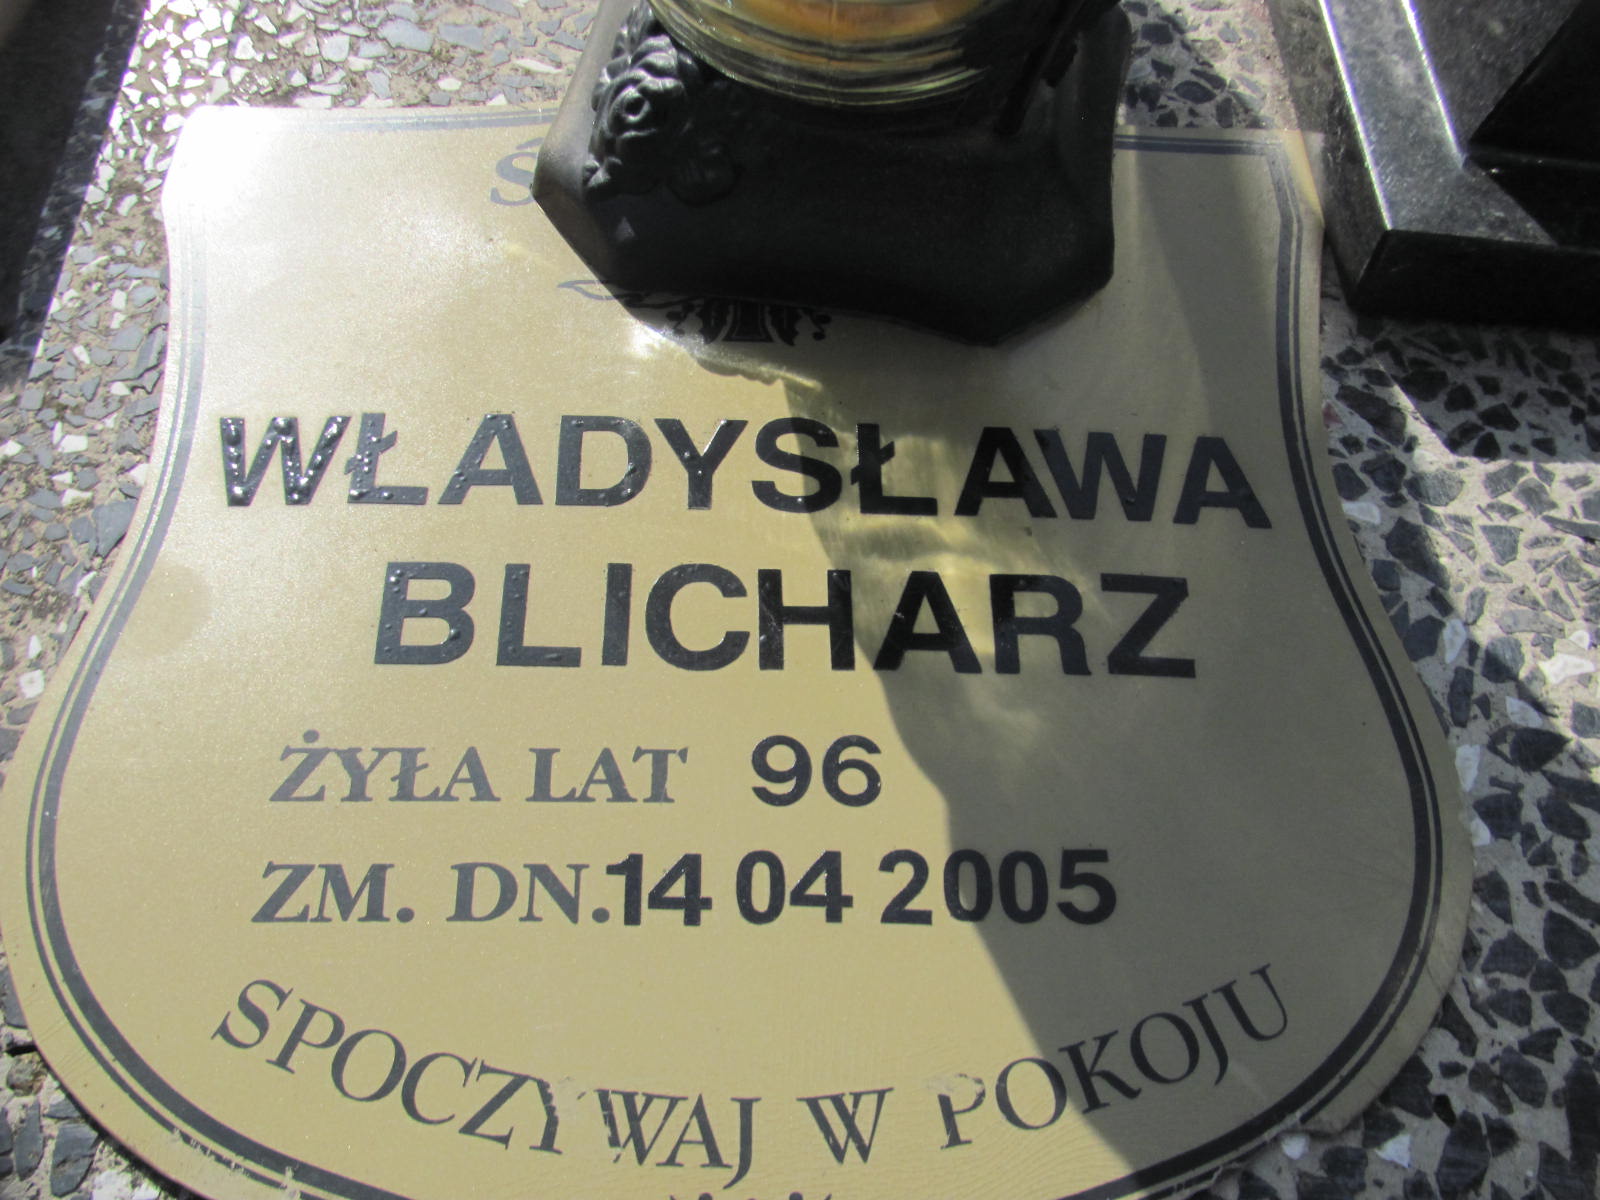 WŁADYSŁAWA
BLICHARZ
ŻYŁA LAT 96
ZM. DN. 14 04 2005
SPOCZYWAJ W POKOJU